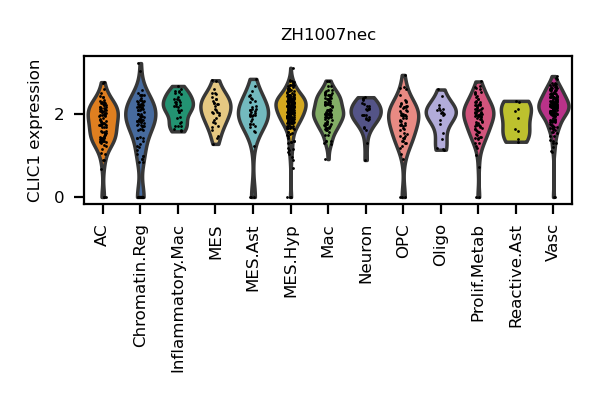 ZH1007nec
CLIC1 expression
2
0
AC
Chromatin.Reg
Inflammatory.Mac
MES
MES.Ast
MES.Hyp
Mac
Neuron
OPC
Oligo
Prolif.Metab
Reactive.Ast
Vasc